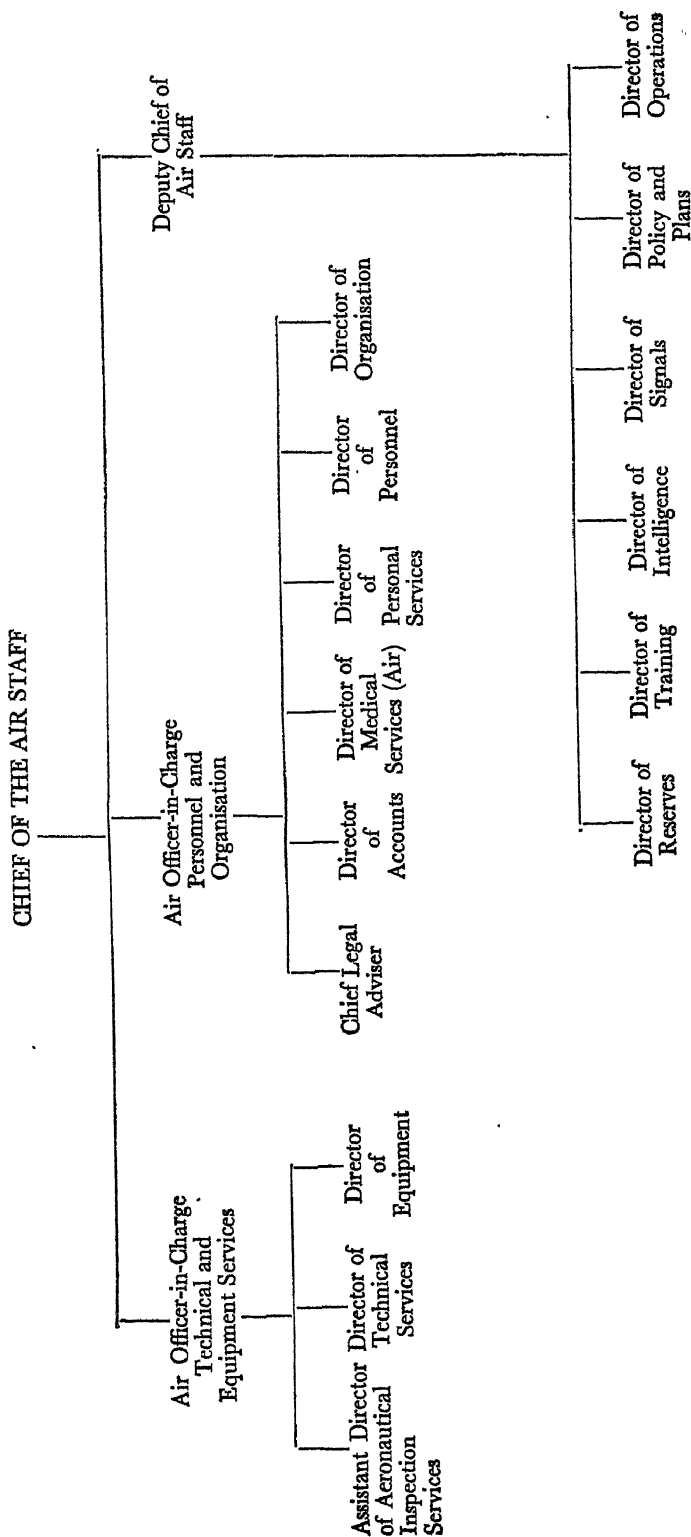 CHIEF OF THE AIR STAFF
Air Officer-in-Charge
Technical and
Equipment Services
Air Officer-in-Charge
Personnel and
Organisation
Deputy Chief of
Air Staff
Assistant Director
of Aeronautical
Inspection
Services
Director of
Technical
Services
Director
of
Equipment
Chief Legal
Adviser
Director
of
Accounts
Director of
Medical
Services (Air)
Director
of
Personal
Services
Director
of
Personnel
Director of
Organisation
Director of
Reserves
Director of
Training
Director of
Intelligence
Director of
Signals
Director of
Policy and
Plans
Director of
Operations